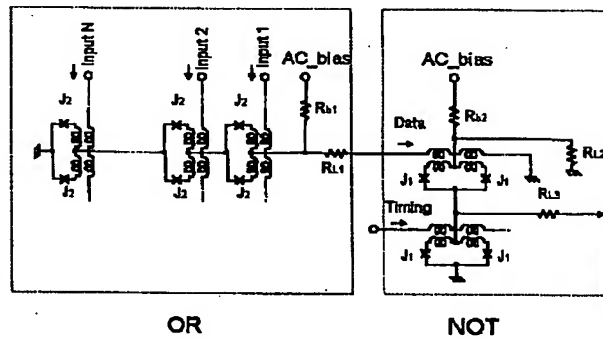 Input N
Input 2
Input 1
AC_bias
AC_bias
J2
J2
J2
Rb1
Rb2
Data
RL2
RL1
J2
J2
J2
J1
J1
RL3
Timing
J1
J1
OR
NOT